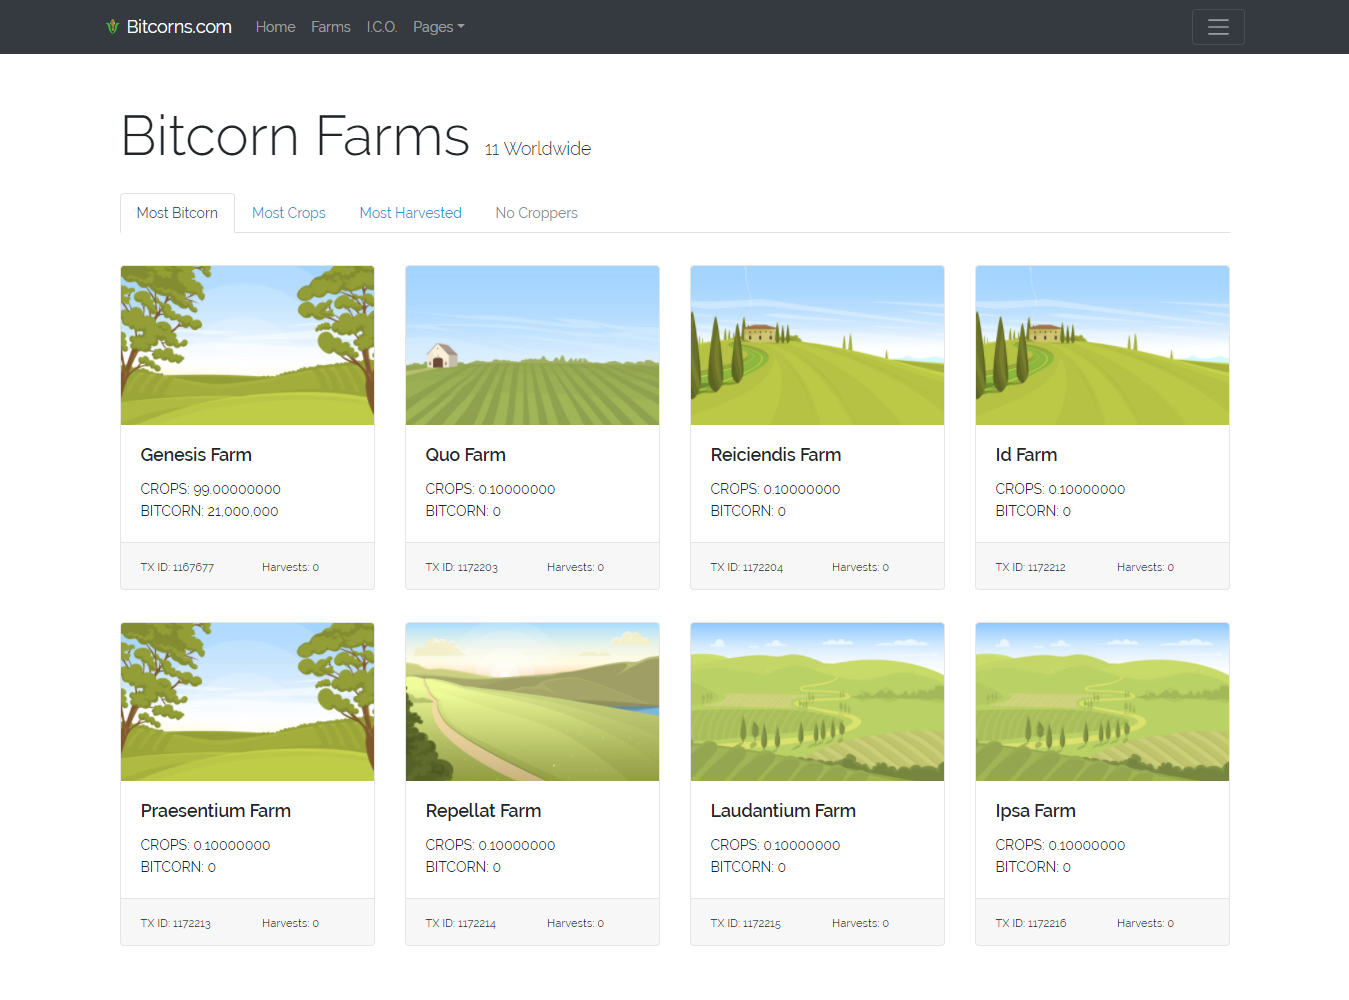 Bitcorns.com Home Farms I.C.O. Pages
Bitcorn Farms 11 Worldwide
Most Bitcorn Most Crops Most Harvested No Croppers
Genesis Farm
CROPS: 99.00000000
BITCORN: 21,000,000
TX ID: 1167677 Harvests: 0
Quo Farm
CROPS: 0.10000000
BITCORN: 0
TX ID: 1172203 Harvests: 0
Reiciendis Farm
CROPS: 0.10000000
BITCORN: 0
TX ID: 1172204 Harvests: 0
Id Farm
CROPS: 0.10000000
BITCORN: 0
TX ID: 1172212 Harvests: 0
Praesentium Farm
CROPS: 0.10000000
BITCORN: 0
TX ID: 1172213 Harvests: 0
Repellat Farm
CROPS: 0.10000000
BITCORN: 0
TX ID: 1172214 Harvests: 0
Laudantium Farm
CROPS: 0.10000000
BITCORN: 0
TX ID: 1172215 Harvests: 0
Ipsa Farm
CROPS: 0.10000000
BITCORN: 0
TX ID: 1172216 Harvests: 0